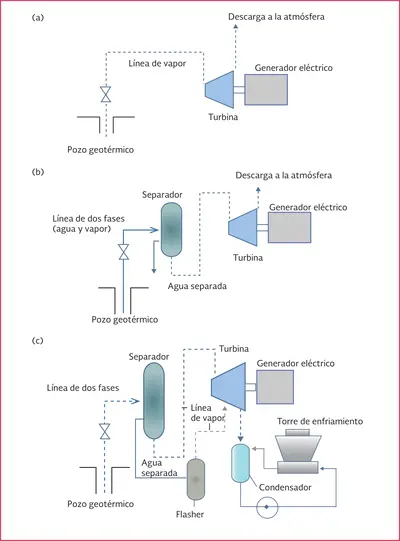 (a)
Descarga a la atmósfera
Línea de vapor
Generador eléctrico
Turbina
Pozo geotérmico
(b)
Descarga a la atmósfera
Separador
Generador eléctrico
Línea de dos fases
(agua y vapor)
Turbina
Agua separada
Pozo geotérmico
(c)
Turbina
Separador
Generador eléctrico
Línea de dos fases
Línea
de vapor
Torre de enfriamiento
Agua
separada
Condensador
Pozo geotérmico
Flasher